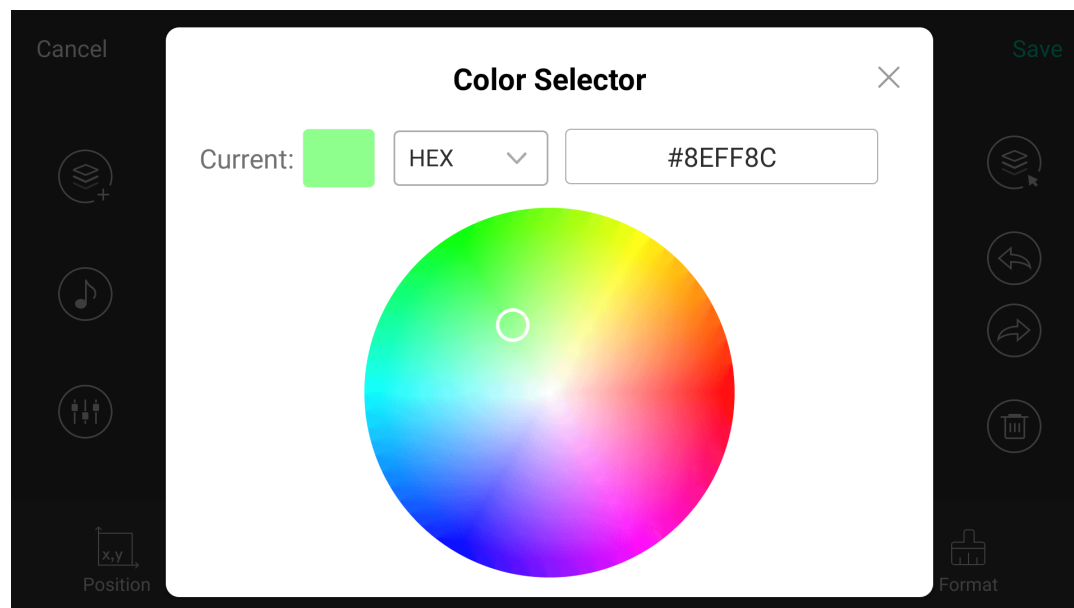 Cancel
Color Selector
Save
Current:
HEX
#8EFF8C
x,y
Position
Format